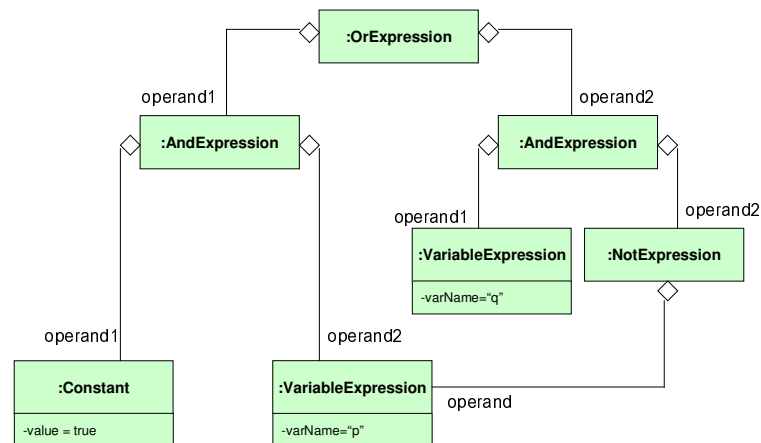 :OrExpression
operand1
operand2
:AndExpression
:AndExpression
operand1
operand2
:VariableExpression
-varName=“q”
:NotExpression
operand1
operand2
:Constant
-value = true
:VariableExpression
-varName=“p”
operand